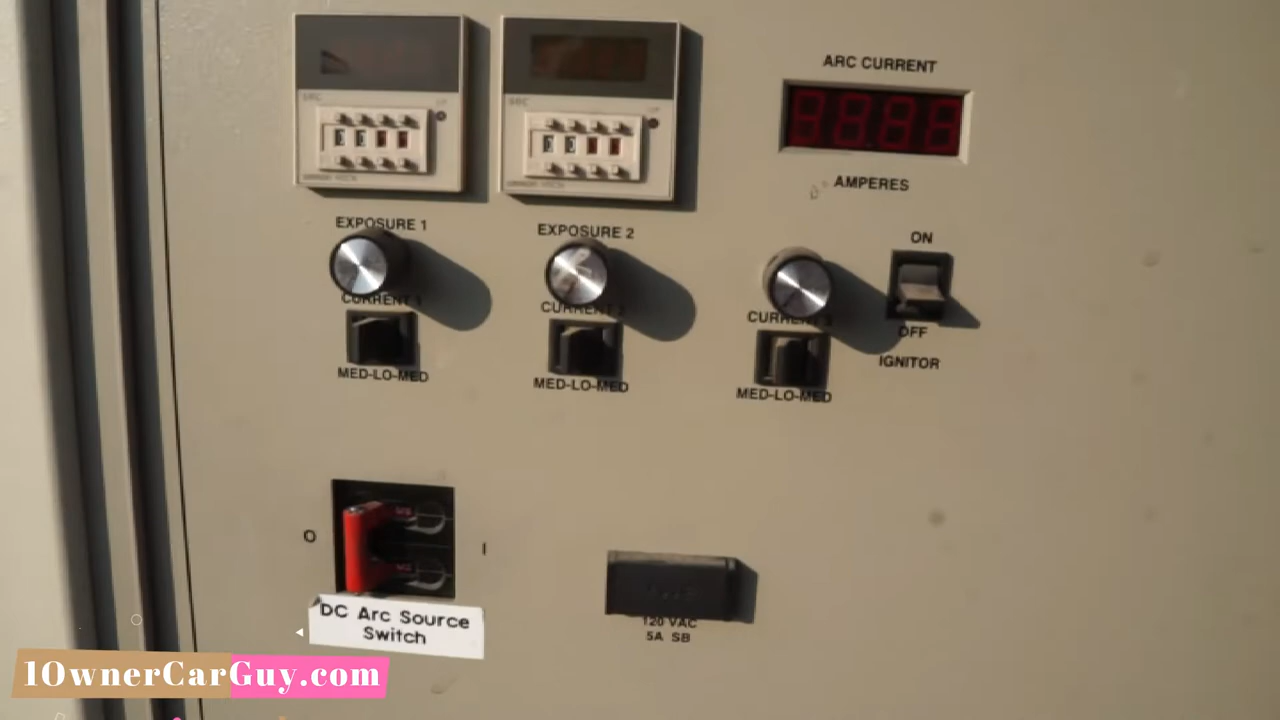 ARC CURRENT
AMPERES
EXPOSURE 1
EXPOSURE 2
ON
CURRENT 1
CURRENT 2
CURRENT
OFF
IGNITOR
MED-LO-MED
MED-LO-MED
MED-LO-MED
O
I
DC Arc Source
Switch
120 VAC
5A SB
1OwnerCarGuy.com